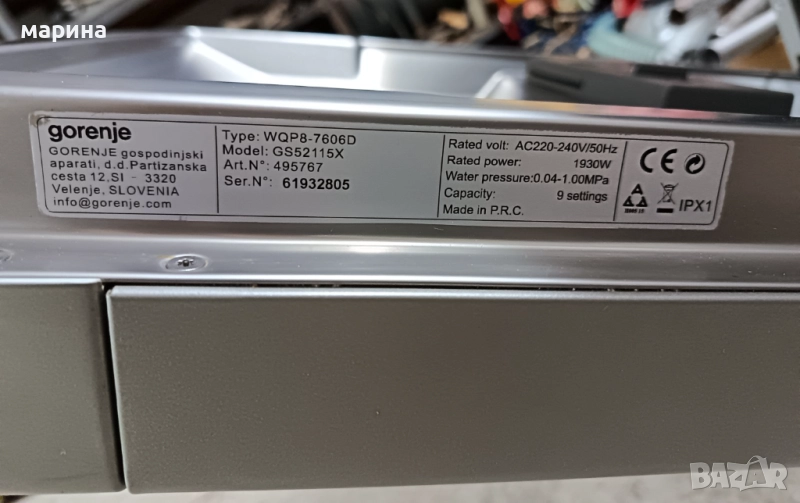 марина
gorenje
GORENJE gospodinjski
aparati, d.d.Partizanska
cesta 12,SI - 3320
Velenje, SLOVENIA
info@gorenje.com
Type: WQP8-7606D
Model: GS52115X
Art.N°: 495767
Ser.N°: 61932805
Rated volt: AC220-240V/50Hz
Rated power: 1930W
Water pressure:0.04-1.00MPa
Capacity: 9 settings
Made in P.R.C.
CE
IPX1
BAZAR.bg